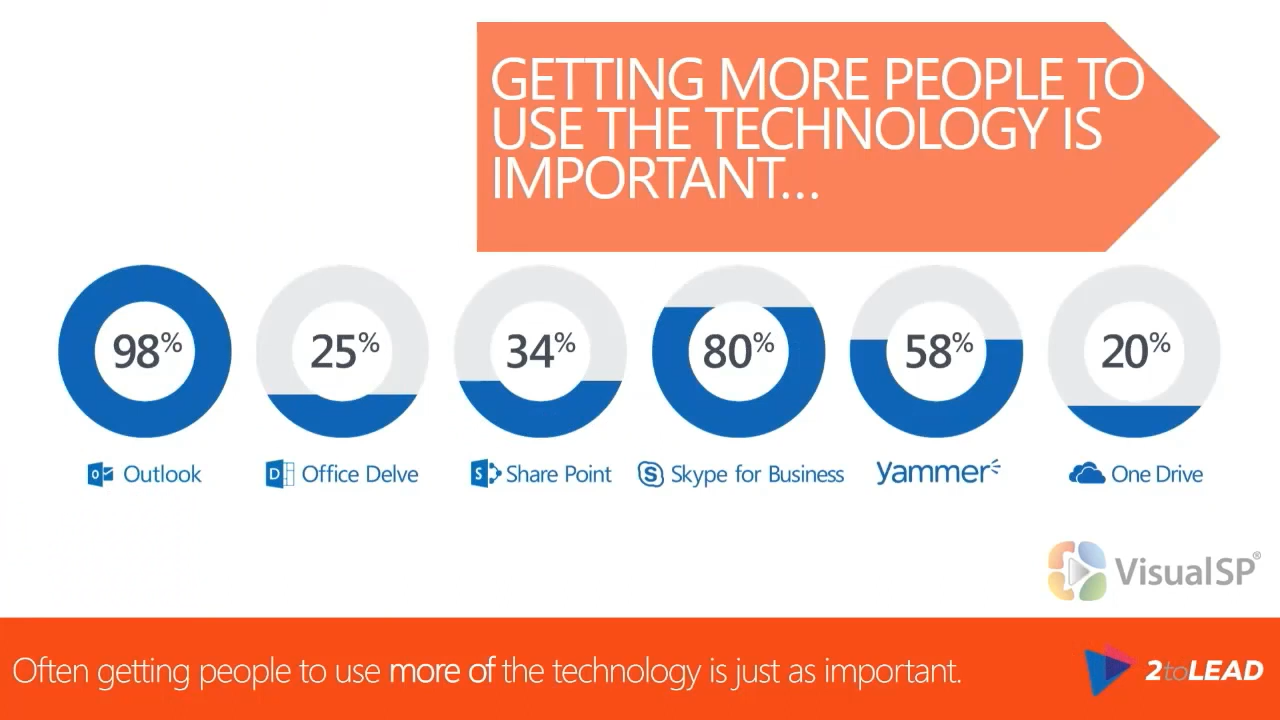 GETTING MORE PEOPLE TO
USE THE TECHNOLOGY IS
IMPORTANT...
98% 25% 34% 80% 58% 20%
Outlook Office Delve Share Point Skype for Business yammer One Drive
VisualSP®
Often getting people to use more of the technology is just as important.
2toLEAD